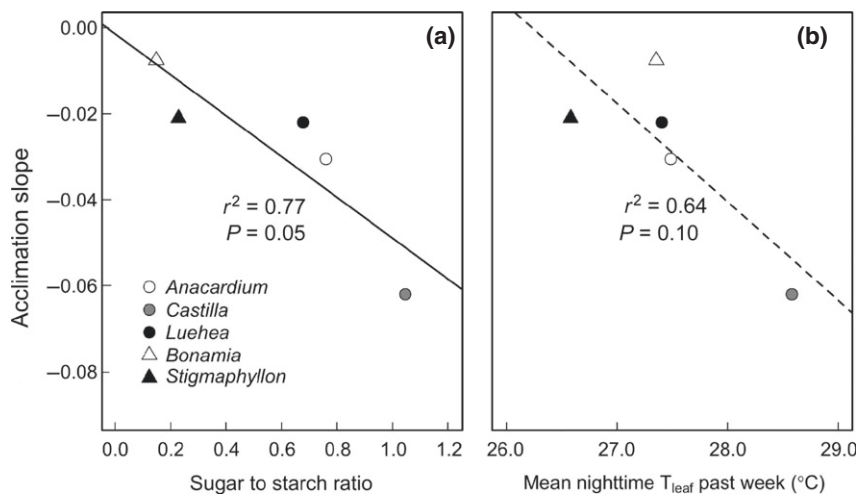 (a)
0.00
−0.02
−0.04
−0.06
−0.08
Acclimation slope
r² = 0.77
P = 0.05
Anacardium
Castilla
Luehea
Bonamia
Stigmaphyllon
0.0 0.2 0.4 0.6 0.8 1.0 1.2
Sugar to starch ratio
(b)
r² = 0.64
P = 0.10
26.0 27.0 28.0 29.0
Mean nighttime Tleaf past week (°C)